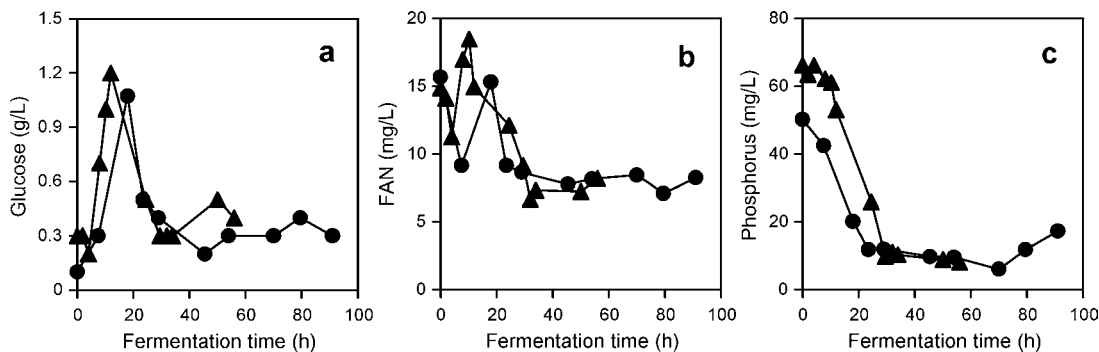 a
Glucose (g/L)
1.5
1.2
0.9
0.6
0.3
0
0 20 40 60 80 100
Fermentation time (h)
b
FAN (mg/L)
20
15
10
5
0
0 20 40 60 80 100
Fermentation time (h)
c
Phosphorus (mg/L)
80
60
40
20
0
0 20 40 60 80 100
Fermentation time (h)